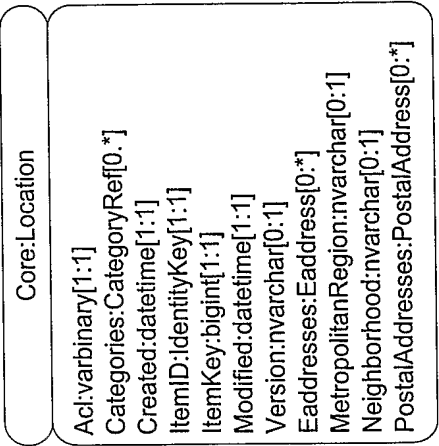 Core:Location
Acl:varbinary[1:1]
Categories:CategoryRef[0..*]
Created:datetime[1:1]
ItemID:IdentityKey[1:1]
ItemKey:bigint[1:1]
Modified:datetime[1:1]
Version:nvarchar[0:1]
Eaddresses:Eaddress[0:*]
MetropolitanRegion:nvarchar[0:1]
Neighborhood:nvarchar[0:1]
PostalAddresses:PostalAddress[0:*]